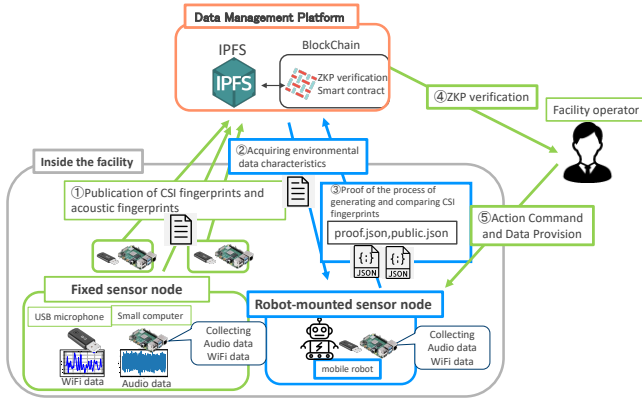 Data Management Platform
IPFS
BlockChain
IPFS
ZKP verification
Smart contract
④ZKP verification
Facility operator
②Acquiring environmental
data characteristics
Inside the facility
①Publication of CSI fingerprints and
acoustic fingerprints
③Proof of the process of
generating and comparing CSI
fingerprints
proof.json,public.json
⑤Action Command
and Data Provision
{;}
JSON
{;}
JSON
Fixed sensor node
USB microphone
Small computer
Collecting
Audio data
WiFi data
WiFi data
Audio data
Robot-mounted sensor node
Collecting
Audio data
WiFi data
mobile robot